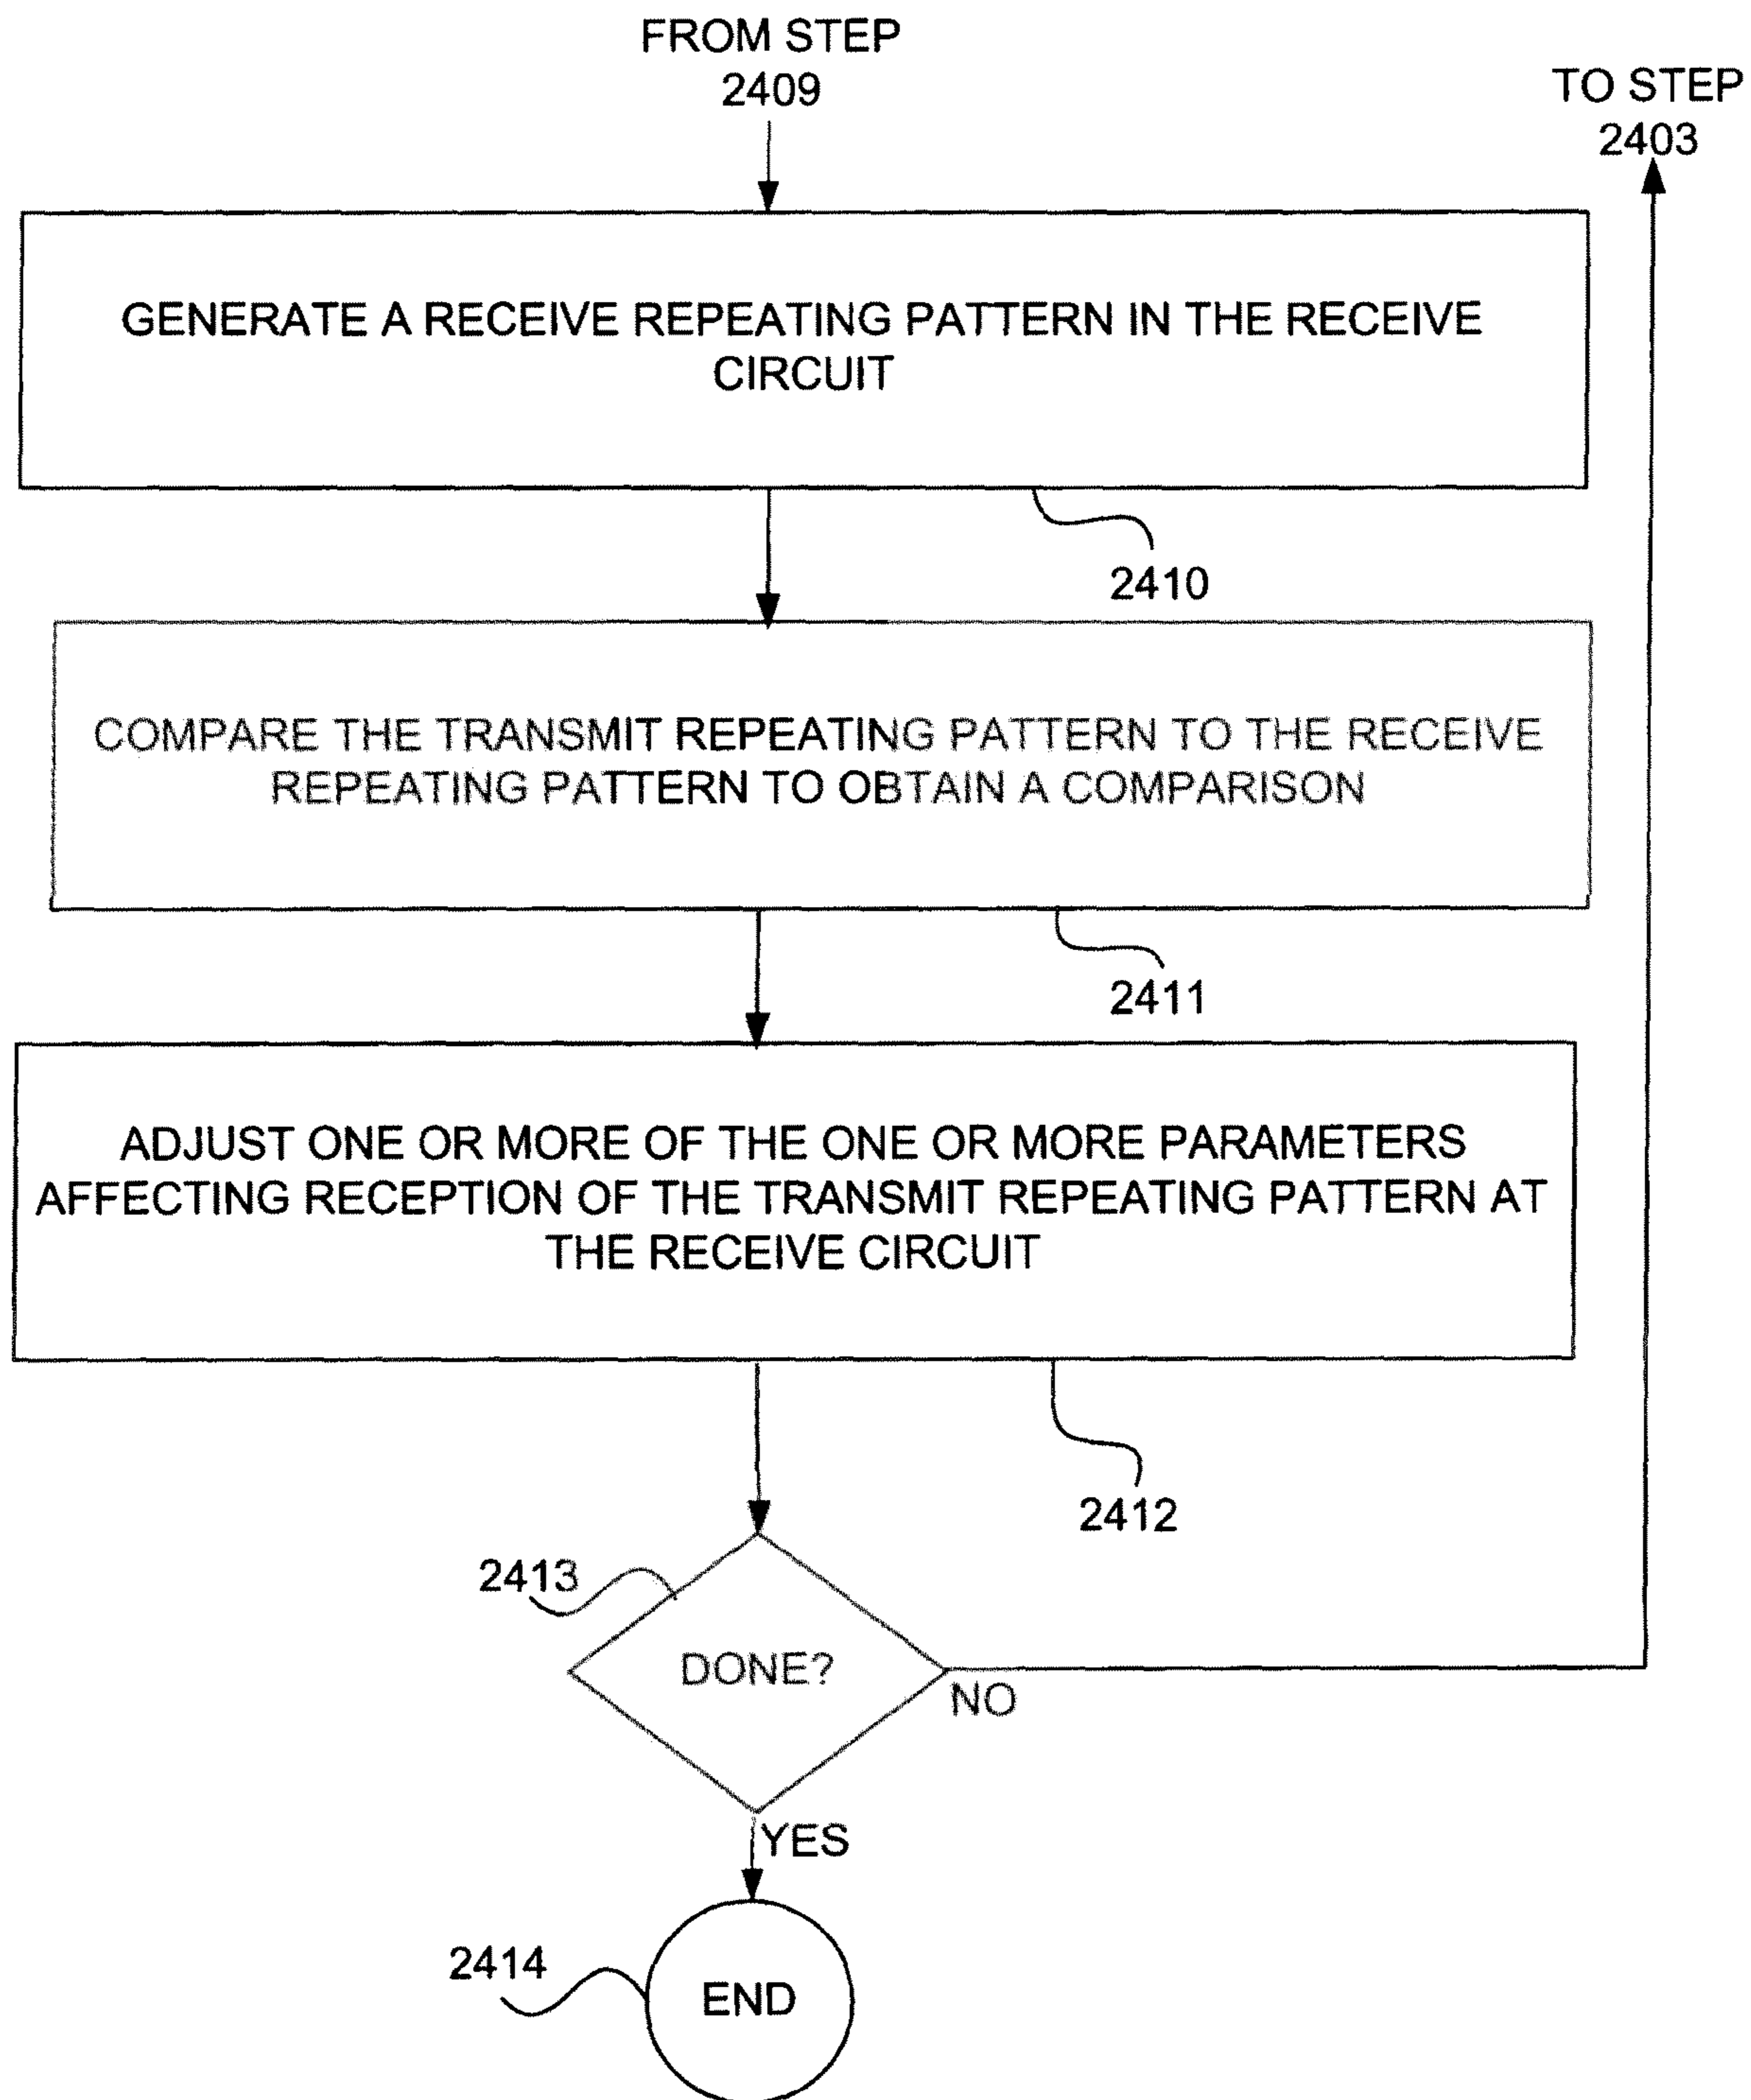 FROM STEP
2409
TO STEP
2403
GENERATE A RECEIVE REPEATING PATTERN IN THE RECEIVE
CIRCUIT
2410
COMPARE THE TRANSMIT REPEATING PATTERN TO THE RECEIVE
REPEATING PATTERN TO OBTAIN A COMPARISON
2411
ADJUST ONE OR MORE OF THE ONE OR MORE PARAMETERS
AFFECTING RECEPTION OF THE TRANSMIT REPEATING PATTERN AT
THE RECEIVE CIRCUIT
2412
2413
DONE?
NO
YES
2414
END